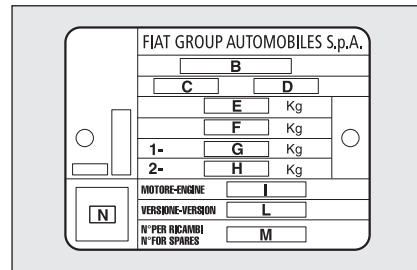 FIAT GROUP AUTOMOBILES S.p.A.
B
C D
E Kg
F Kg
1- G Kg
2- H Kg
MOTORE-ENGINE I
VERSIONE-VERSION L
N
N°PER RICAMBI
N°FOR SPARES M